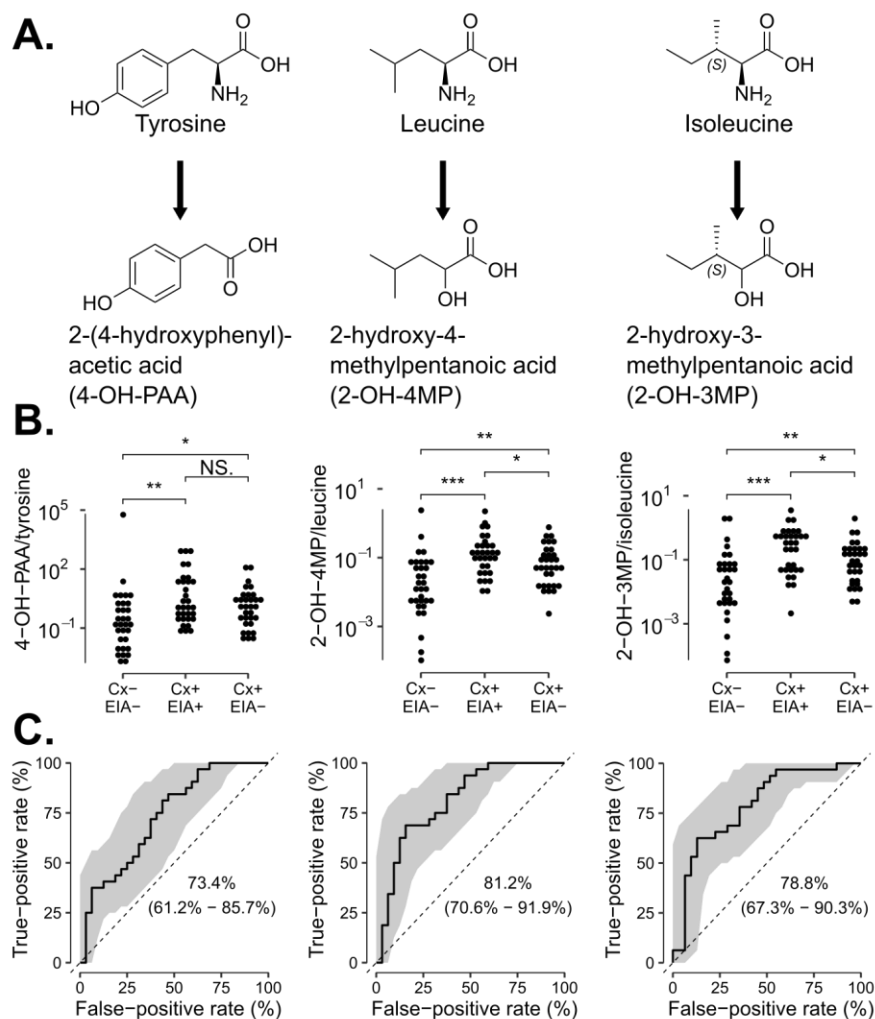 A.
O
OH
NH2
HO
Tyrosine
O
OH
NH2
Leucine
O
(S)
OH
NH2
Isoleucine
OH
O
HO
2-(4-hydroxyphenyl)-
acetic acid
(4-OH-PAA)
O
OH
OH
2-hydroxy-4-
methylpentanoic acid
(2-OH-4MP)
O
(S)
OH
OH
2-hydroxy-3-
methylpentanoic acid
(2-OH-3MP)
B.
4−OH−PAA/tyrosine
10^5
10^2
10^−1
*
NS.
**
Cx− Cx+ Cx+
EIA− EIA+ EIA−
2−OH−4MP/leucine
10^1
10^−1
10^−3
**
*
***
Cx− Cx+ Cx+
EIA− EIA+ EIA−
2−OH−3MP/isoleucine
10^1
10^−1
10^−3
**
*
***
Cx− Cx+ Cx+
EIA− EIA+ EIA−
C.
True−positive rate (%)
100
75
50
25
0
73.4%
(61.2% − 85.7%)
0 25 50 75 100
False−positive rate (%)
True−positive rate (%)
100
75
50
25
0
81.2%
(70.6% − 91.9%)
0 25 50 75 100
False−positive rate (%)
True−positive rate (%)
100
75
50
25
0
78.8%
(67.3% − 90.3%)
0 25 50 75 100
False−positive rate (%)